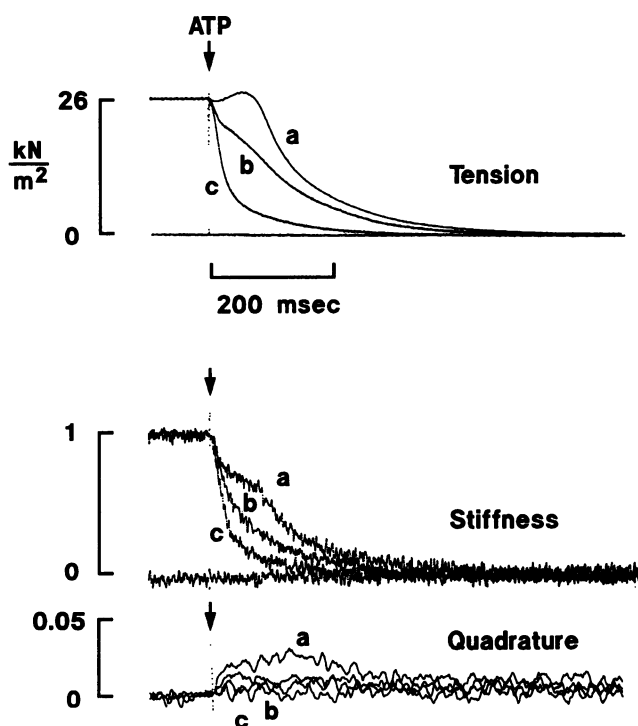 ATP
26
kN
m²
0
a
b
c
Tension
200 msec
1
0
a
b
c
Stiffness
0.05
0
a
Quadrature
c
b